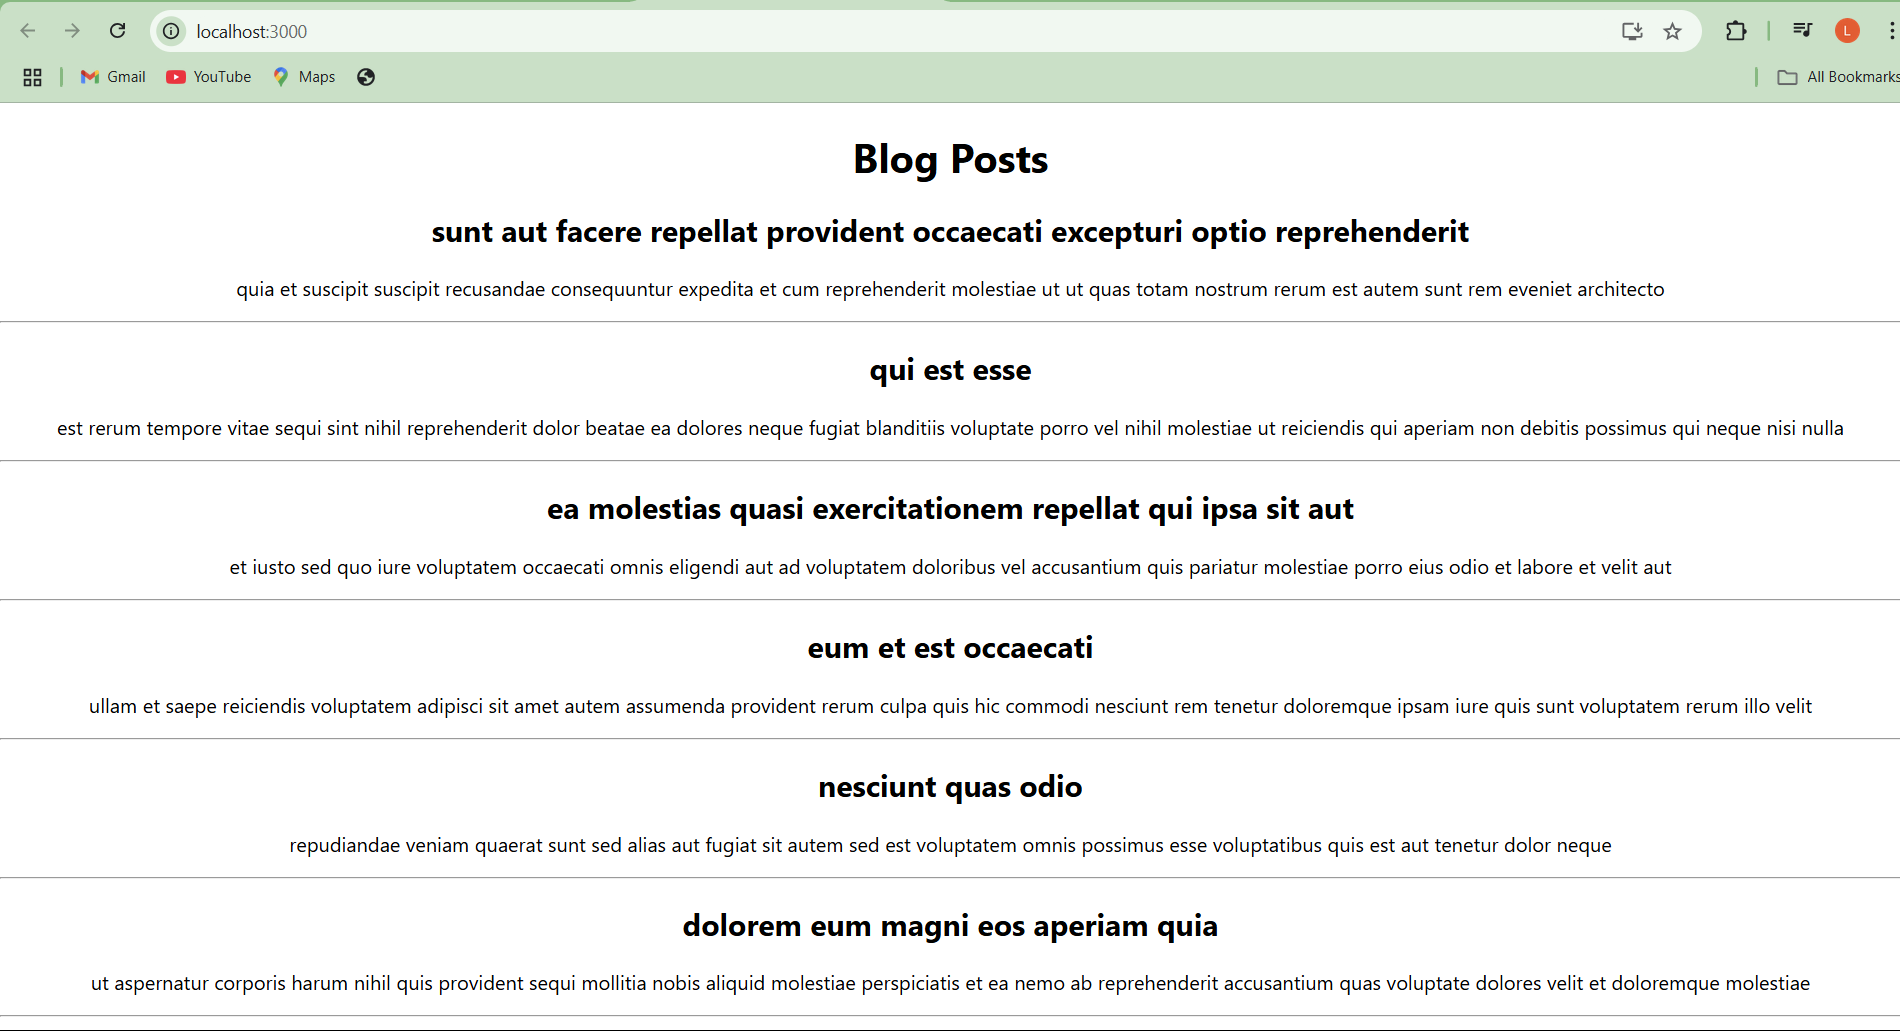 localhost:3000
L
Gmail
YouTube
Maps
All Bookmarks
Blog Posts
sunt aut facere repellat provident occaecati excepturi optio reprehenderit
quia et suscipit suscipit recusandae consequuntur expedita et cum reprehenderit molestiae ut ut quas totam nostrum rerum est autem sunt rem eveniet architecto
qui est esse
est rerum tempore vitae sequi sint nihil reprehenderit dolor beatae ea dolores neque fugiat blanditiis voluptate porro vel nihil molestiae ut reiciendis qui aperiam non debitis possimus qui neque nisi nulla
ea molestias quasi exercitationem repellat qui ipsa sit aut
et iusto sed quo iure voluptatem occaecati omnis eligendi aut ad voluptatem doloribus vel accusantium quis pariatur molestiae porro eius odio et labore et velit aut
eum et est occaecati
ullam et saepe reiciendis voluptatem adipisci sit amet autem assumenda provident rerum culpa quis hic commodi nesciunt rem tenetur doloremque ipsam iure quis sunt voluptatem rerum illo velit
nesciunt quas odio
repudiandae veniam quaerat sunt sed alias aut fugiat sit autem sed est voluptatem omnis possimus esse voluptatibus quis est aut tenetur dolor neque
dolorem eum magni eos aperiam quia
ut aspernatur corporis harum nihil quis provident sequi mollitia nobis aliquid molestiae perspiciatis et ea nemo ab reprehenderit accusantium quas voluptate dolores velit et doloremque molestiae